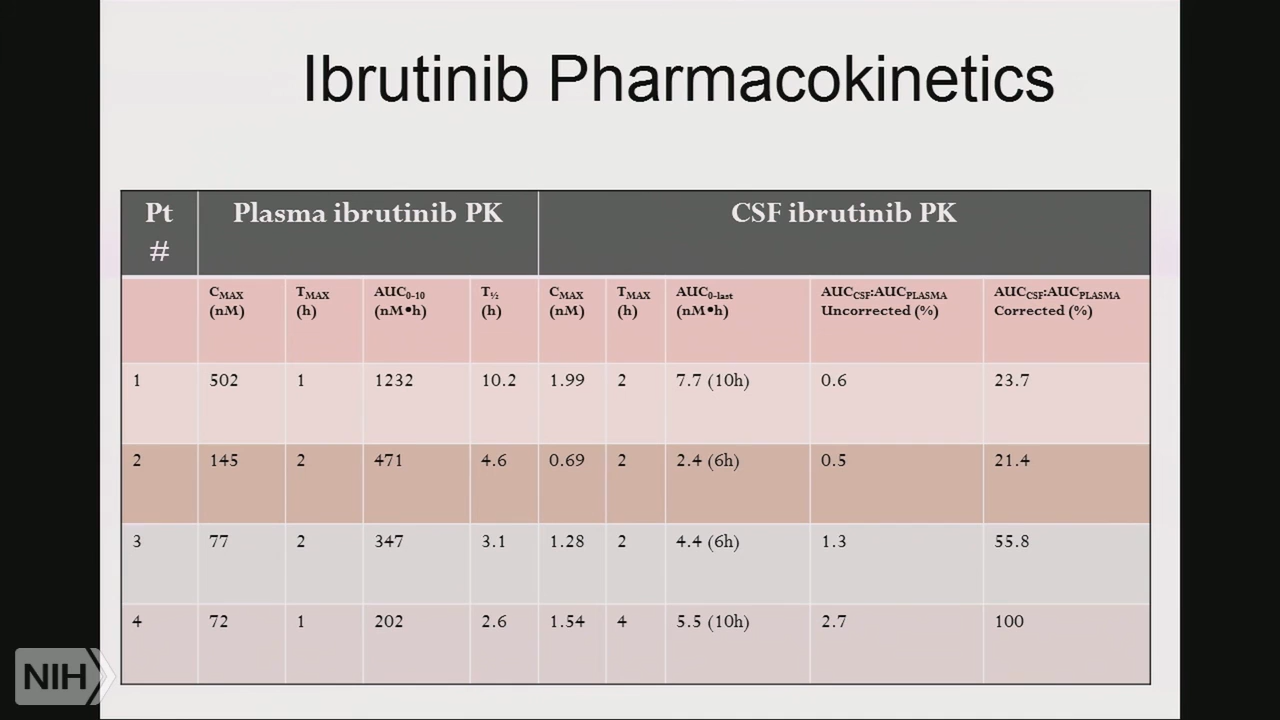 Ibrutinib Pharmacokinetics
Pt # Plasma ibrutinib PK CSF ibrutinib PK
CMAX (nM) TMAX (h) AUC0-10 (nM•h) T½ (h) CMAX (nM) TMAX (h) AUC0-last (nM•h) AUCCSF:AUCPLASMA Uncorrected (%) AUCCSF:AUCPLASMA Corrected (%)
1 502 1 1232 10.2 1.99 2 7.7 (10h) 0.6 23.7
2 145 2 471 4.6 0.69 2 2.4 (6h) 0.5 21.4
3 77 2 347 3.1 1.28 2 4.4 (6h) 1.3 55.8
4 72 1 202 2.6 1.54 4 5.5 (10h) 2.7 100
NIH